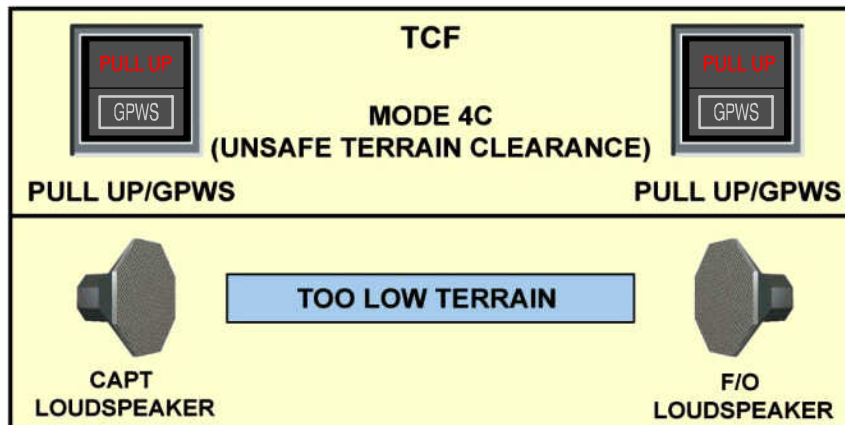 TCF
PULL UP
GPWS
PULL UP
GPWS
MODE 4C
(UNSAFE TERRAIN CLEARANCE)
PULL UP/GPWS
PULL UP/GPWS
TOO LOW TERRAIN
CAPT
LOUDSPEAKER
F/O
LOUDSPEAKER